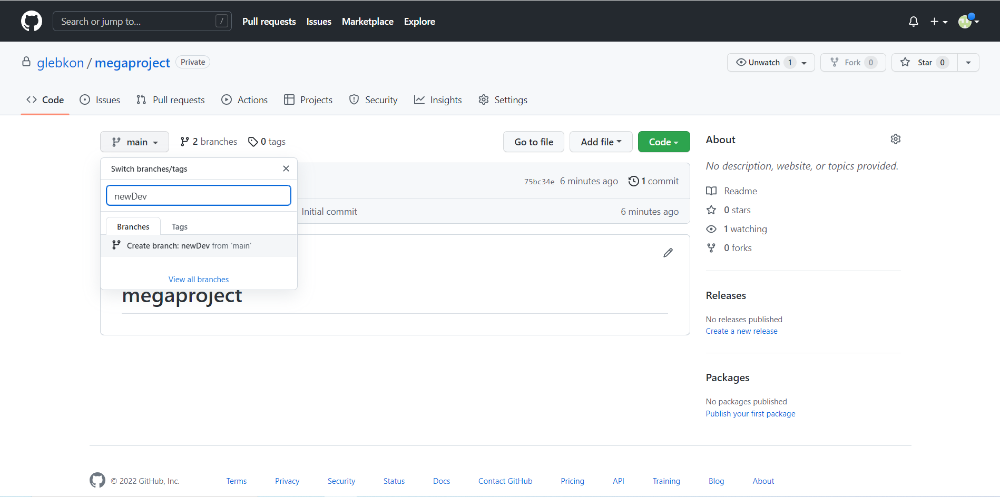 Search or jump to... / Pull requests Issues Marketplace Explore
glebkon / megaproject Private Unwatch 1 Fork 0 Star 0
Code Issues Pull requests Actions Projects Security Insights Settings
main 2 branches 0 tags Go to file Add file Code
Switch branches/tags
75bc34e 6 minutes ago 1 commit
newDev
Initial commit 6 minutes ago
Branches Tags
Create branch: newDev from ‘main’
View all branches
megaproject
About
No description, website, or topics provided.
Readme
0 stars
1 watching
0 forks
Releases
No releases published
Create a new release
Packages
No packages published
Publish your first package
© 2022 GitHub, Inc. Terms Privacy Security Status Docs Contact GitHub Pricing API Training Blog About